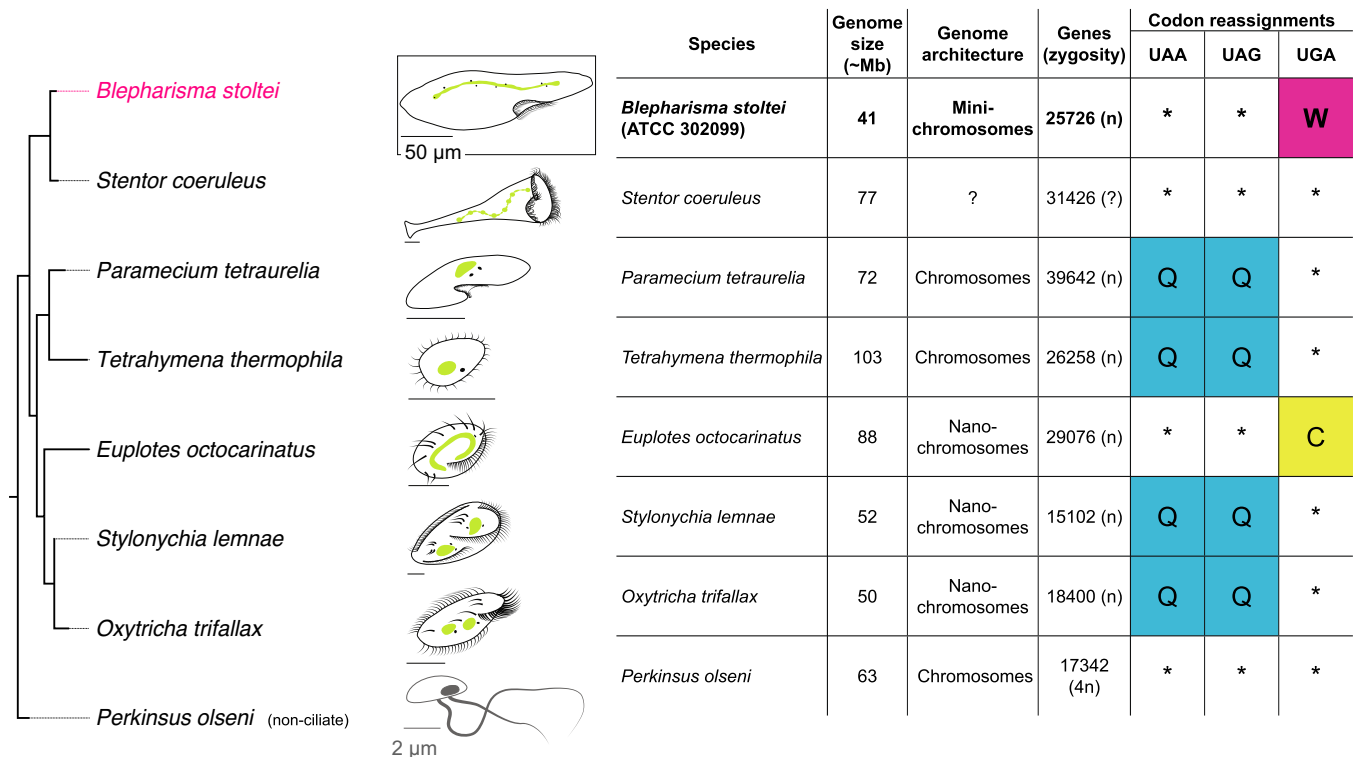 Blepharisma stoltei
Stentor coeruleus
Paramecium tetraurelia
Tetrahymena thermophila
Euplotes octocarinatus
Stylonychia lemnae
Oxytricha trifallax
Perkinsus olseni (non-ciliate)
50 μm
2 μm
Species
Genome
size
(~Mb)
Genome
architecture
Genes
(zygosity)
Codon reassignments
UAA UAG UGA
Blepharisma stoltei
(ATCC 302099)
41
Mini-
chromosomes
25726 (n)
* * W
Stentor coeruleus 77 ? 31426 (?) * * *
Paramecium tetraurelia 72 Chromosomes 39642 (n) Q Q *
Tetrahymena thermophila 103 Chromosomes 26258 (n) Q Q *
Euplotes octocarinatus 88
Nano-
chromosomes
29076 (n) * * C
Stylonychia lemnae 52
Nano-
chromosomes
15102 (n) Q Q *
Oxytricha trifallax 50
Nano-
chromosomes
18400 (n) Q Q *
Perkinsus olseni 63 Chromosomes
17342
(4n)
* * *